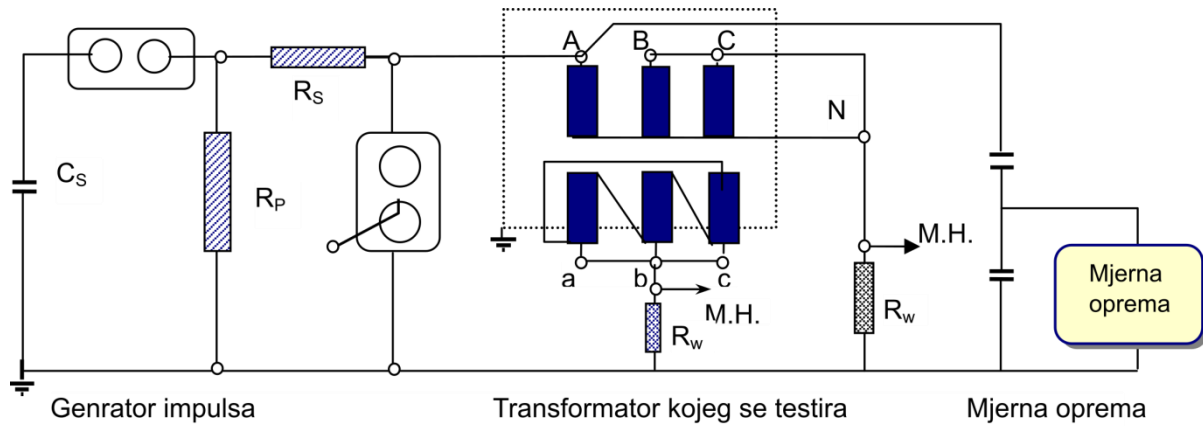 A
B
C
R_S
N
C_S
R_P
M.H.
a
b
c
Mjerna
oprema
M.H.
R_w
R_w
Genrator impulsa
Transformator kojeg se testira
Mjerna oprema